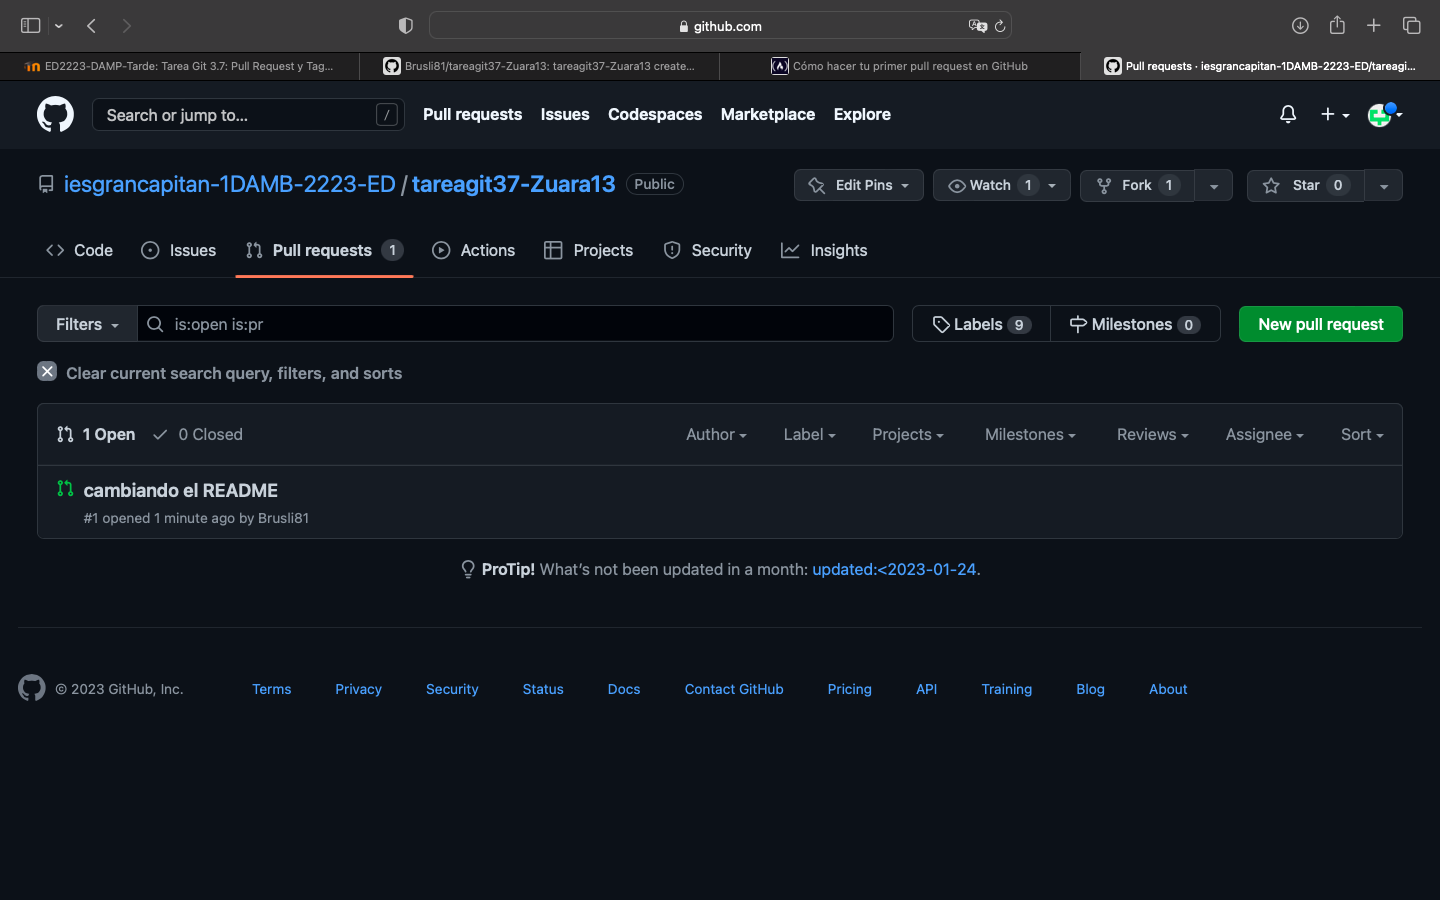 github.com
ED2223-DAMP-Tarde: Tarea Git 3.7: Pull Request y Tag...
Brusli81/tareagit37-Zuara13: tareagit37-Zuara13 create...
Cómo hacer tu primer pull request en GitHub
Pull requests · iesgrancapitan-1DAMB-2223-ED/tareagi...
Search or jump to... /
Pull requests Issues Codespaces Marketplace Explore
iesgrancapitan-1DAMB-2223-ED / tareagit37-Zuara13 Public
Edit Pins Watch 1 Fork 1 Star 0
Code Issues Pull requests 1 Actions Projects Security Insights
Filters is:open is:pr Labels 9 Milestones 0 New pull request
Clear current search query, filters, and sorts
1 Open 0 Closed Author Label Projects Milestones Reviews Assignee Sort
cambiando el README
#1 opened 1 minute ago by Brusli81
ProTip! What's not been updated in a month: updated:<2023-01-24.
© 2023 GitHub, Inc. Terms Privacy Security Status Docs Contact GitHub Pricing API Training Blog About